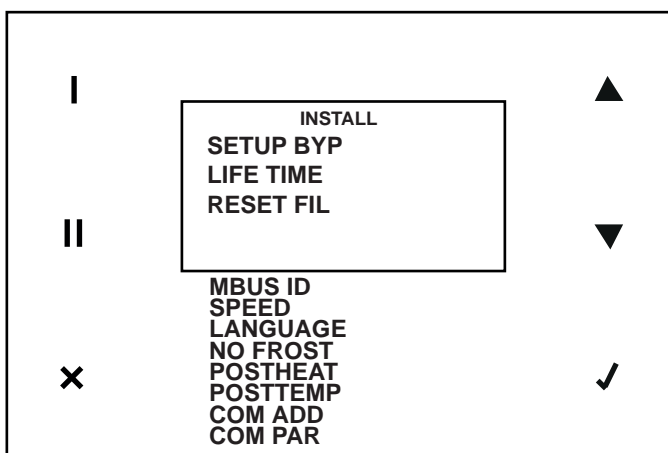 I
INSTALL
SETUP BYP
LIFE TIME
RESET FIL
II
MBUS ID
SPEED
LANGUAGE
NO FROST
POSTHEAT
POSTTEMP
COM ADD
COM PAR